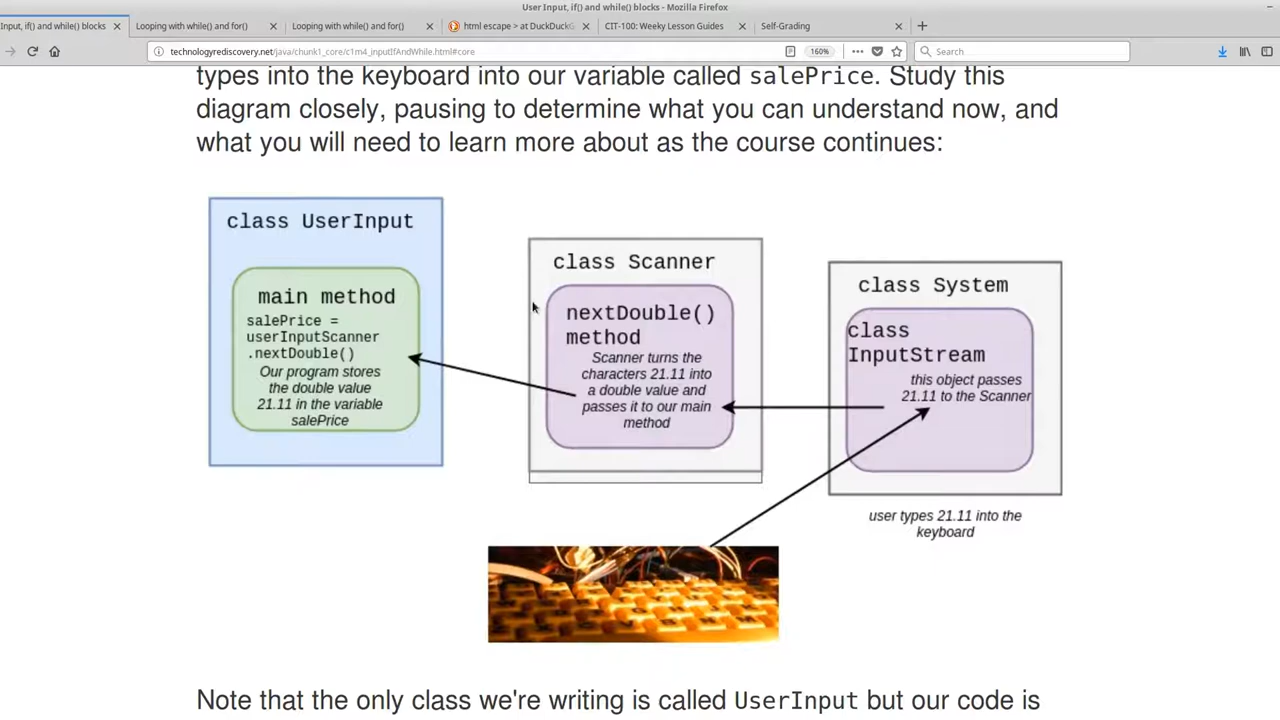 User Input, if() and while() blocks - Mozilla Firefox
Input, if() and while() blocks
Looping with while() and for()
Looping with while() and for()
html escape > at DuckDuckG
CIT-100: Weeky Lesson Guides
Self-Grading
technologyrediscovery.net/java/chunk1_core/c1m4_inputIfAndWhile.html#core
160%
Search
types into the keyboard into our variable called salePrice. Study this
diagram closely, pausing to determine what you can understand now, and
what you will need to learn more about as the course continues:
class UserInput
main method
salePrice =
userInputScanner
.nextDouble()
Our program stores
the double value
21.11 in the variable
salePrice
class Scanner
nextDouble()
method
Scanner turns the
characters 21.11 into
a double value and
passes it to our main
method
class System
class
InputStream
this object passes
21.11 to the Scanner
user types 21.11 into the
keyboard
Note that the only class we're writing is called UserInput but our code is